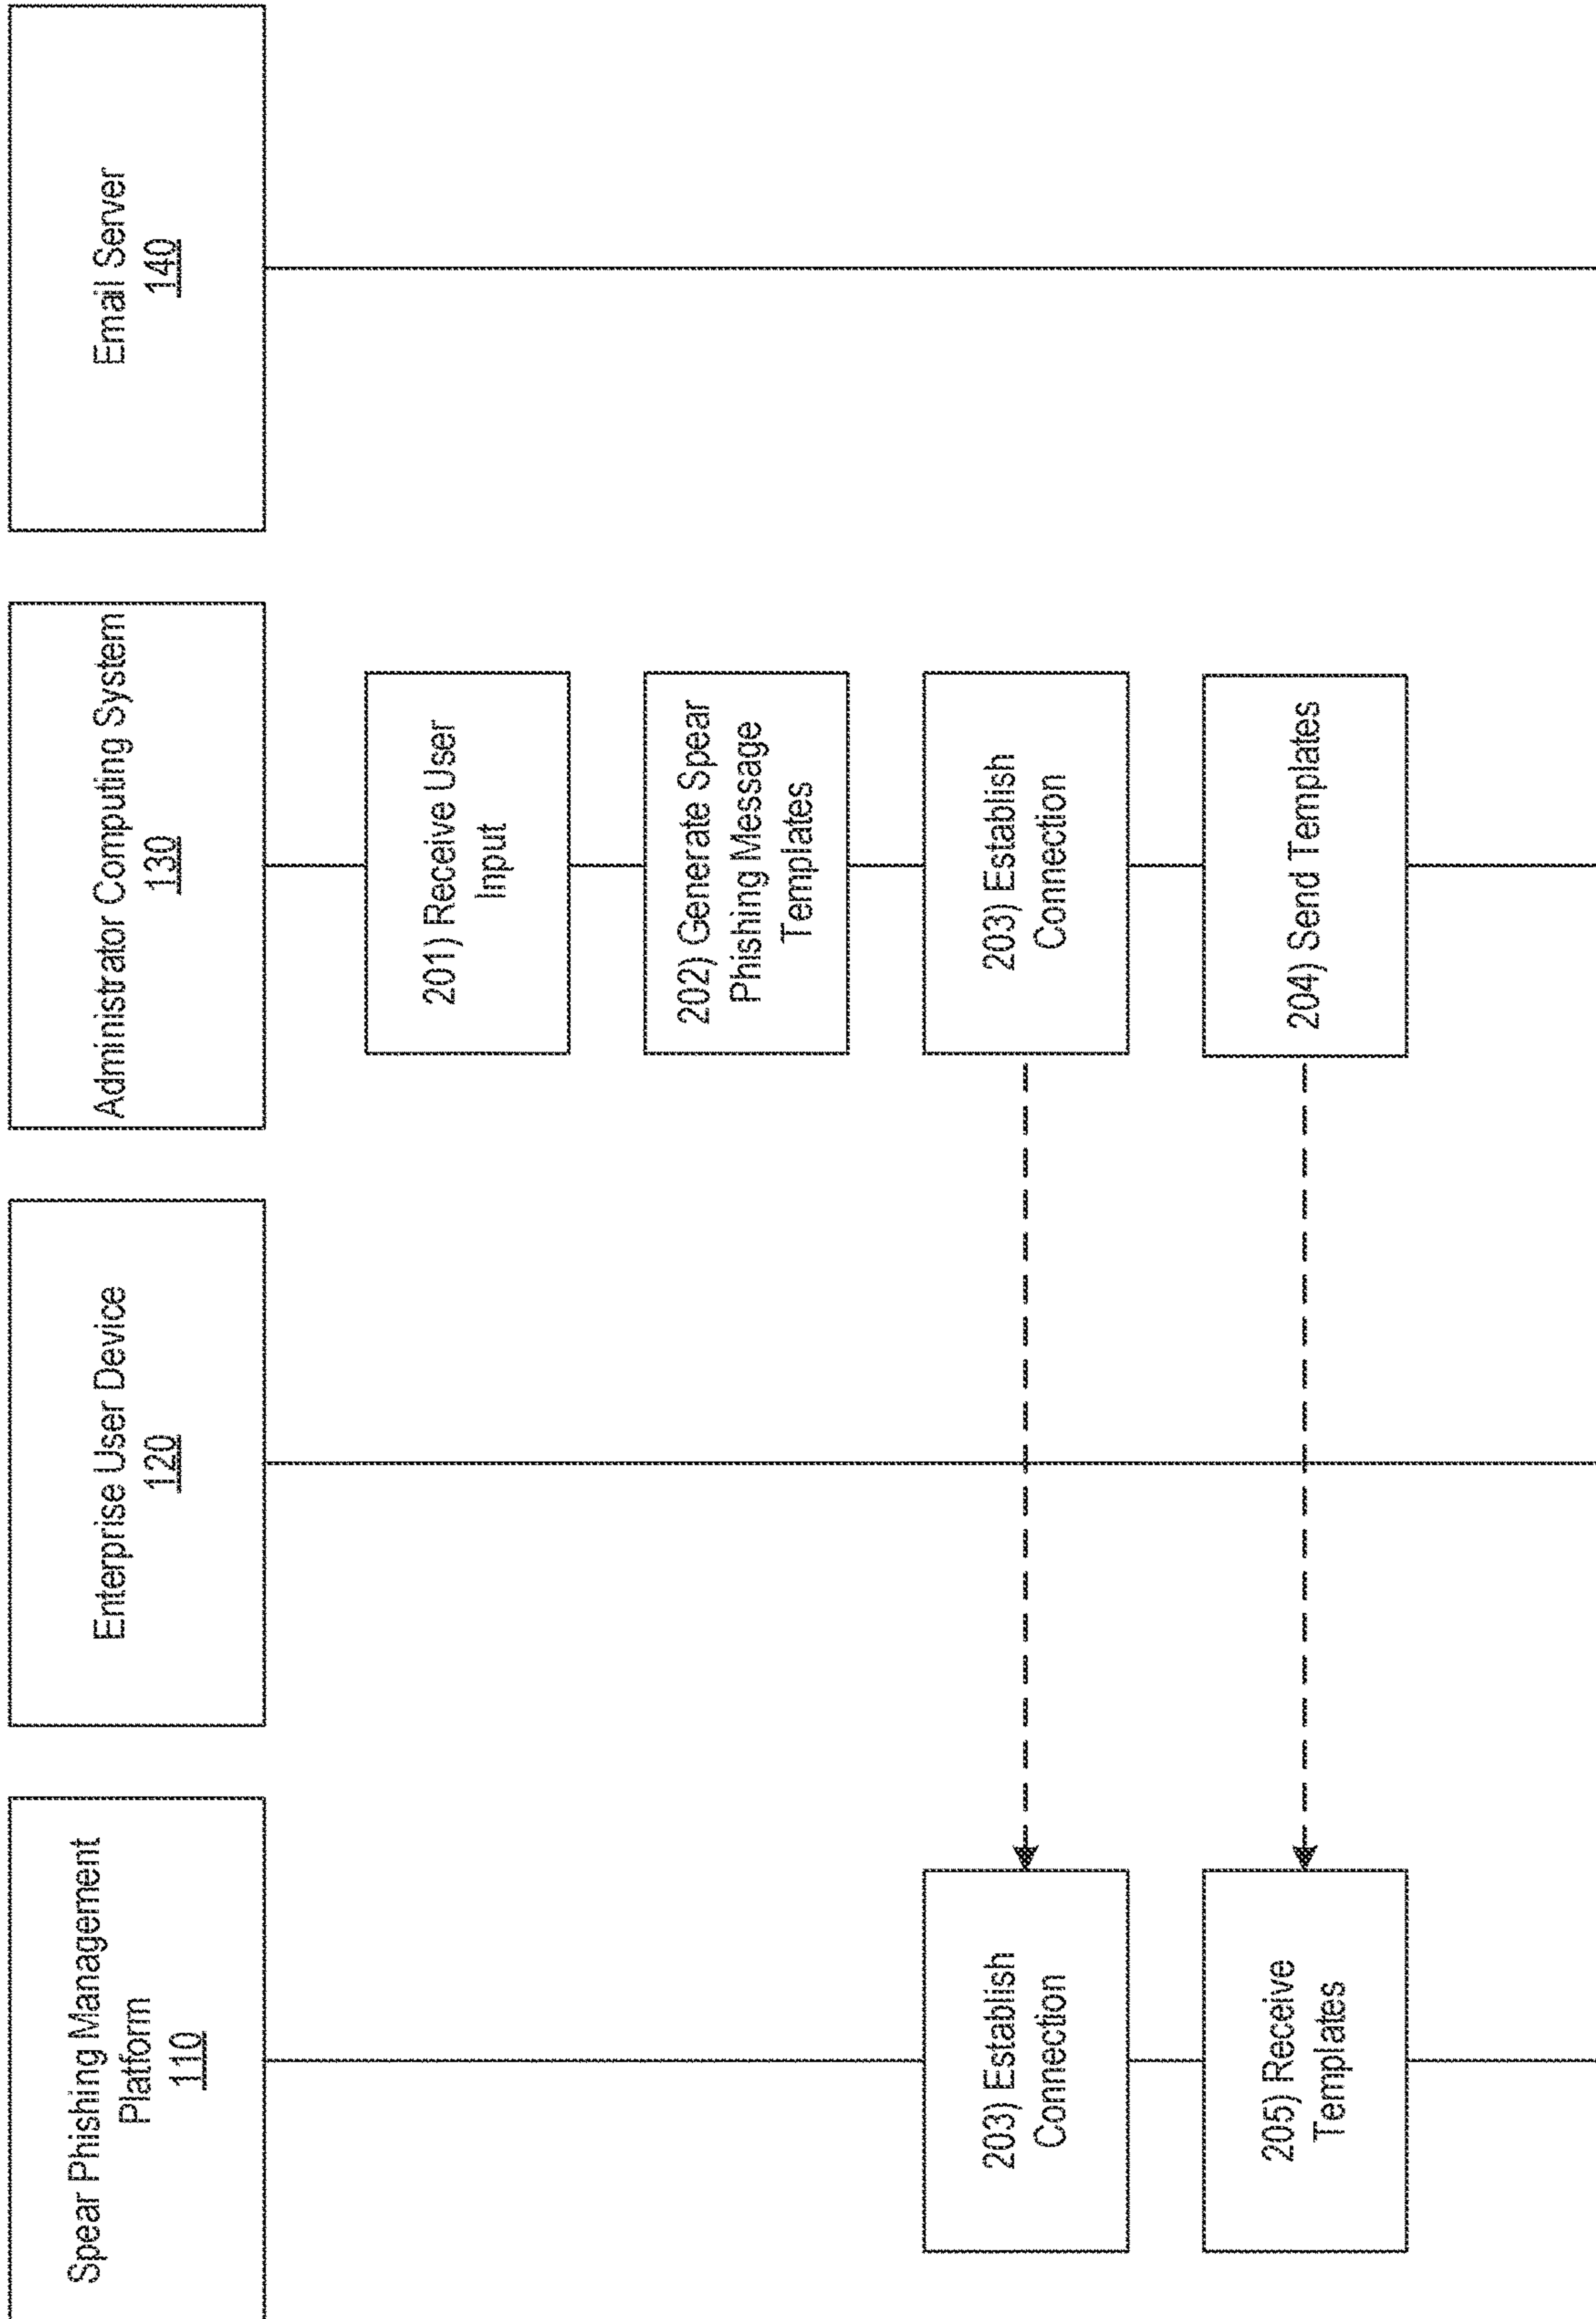 Spear Phishing Management
Platform
110
Enterprise User Device
120
Administrator Computing System
130
Email Server
140
201) Receive User
Input
202) Generate Spear
Phishing Message
Templates
203) Establish
Connection
203) Establish
Connection
205) Receive
Templates
204) Send Templates